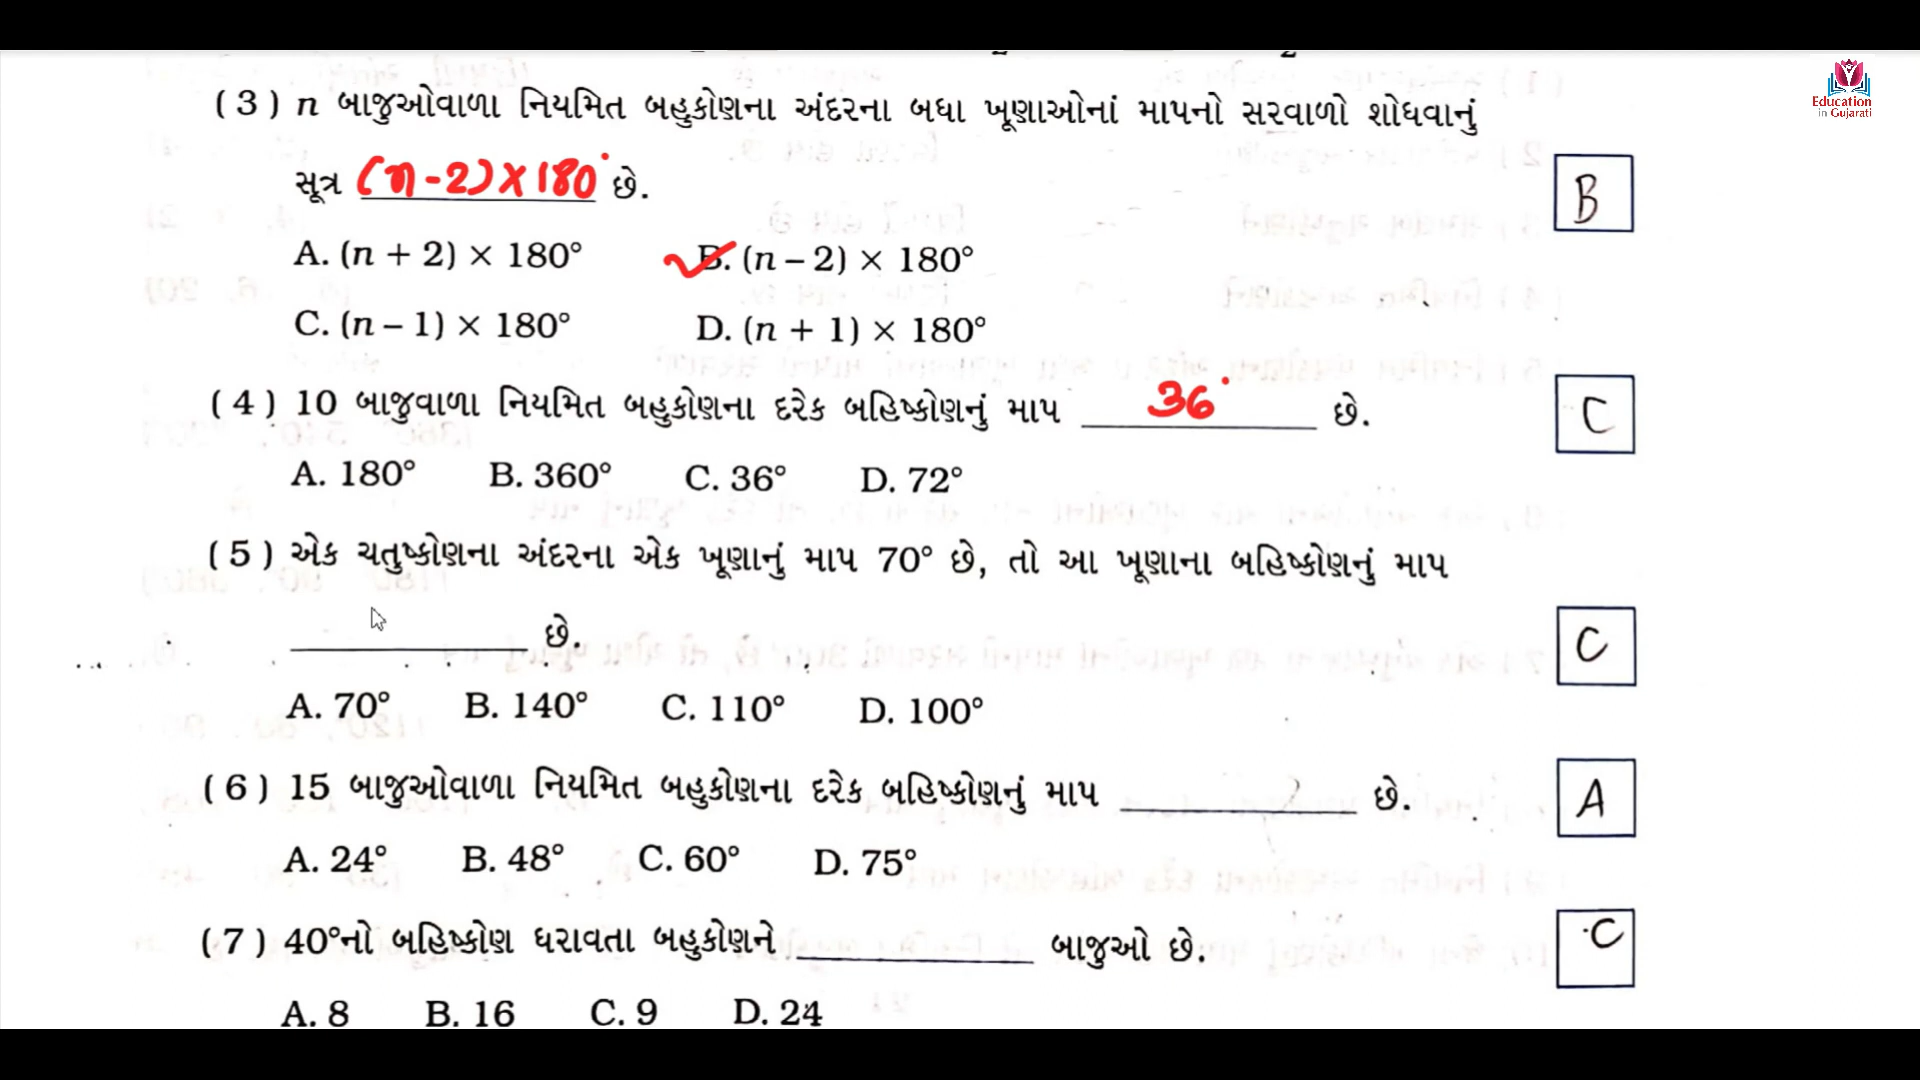 Education
in Gujarati
( 3 ) n બાજુઓવાળા નિયમિત બહુકોણના અંદરના બધા ખૂણાઓનાં માપનો સરવાળો શોધવાનું
સૂત્ર (n-2)×180° છે.
B
A. (n + 2) × 180° B. (n – 2) × 180°
C. (n – 1) × 180° D. (n + 1) × 180°
( 4 ) 10 બાજુવાળા નિયમિત બહુકોણના દરેક બહિષ્કોણનું માપ 36° છે.
C
A. 180° B. 360° C. 36° D. 72°
( 5 ) એક ચતુષ્કોણના અંદરના એક ખૂણાનું માપ 70° છે, તો આ ખૂણાના બહિષ્કોણનું માપ
____________ છે.
C
A. 70° B. 140° C. 110° D. 100°
( 6 ) 15 બાજુઓવાળા નિયમિત બહુકોણના દરેક બહિષ્કોણનું માપ ____________ છે.
A
A. 24° B. 48° C. 60° D. 75°
( 7 ) 40°નો બહિષ્કોણ ધરાવતા બહુકોણને ____________ બાજુઓ છે.
C
A. 8 B. 16 C. 9 D. 24